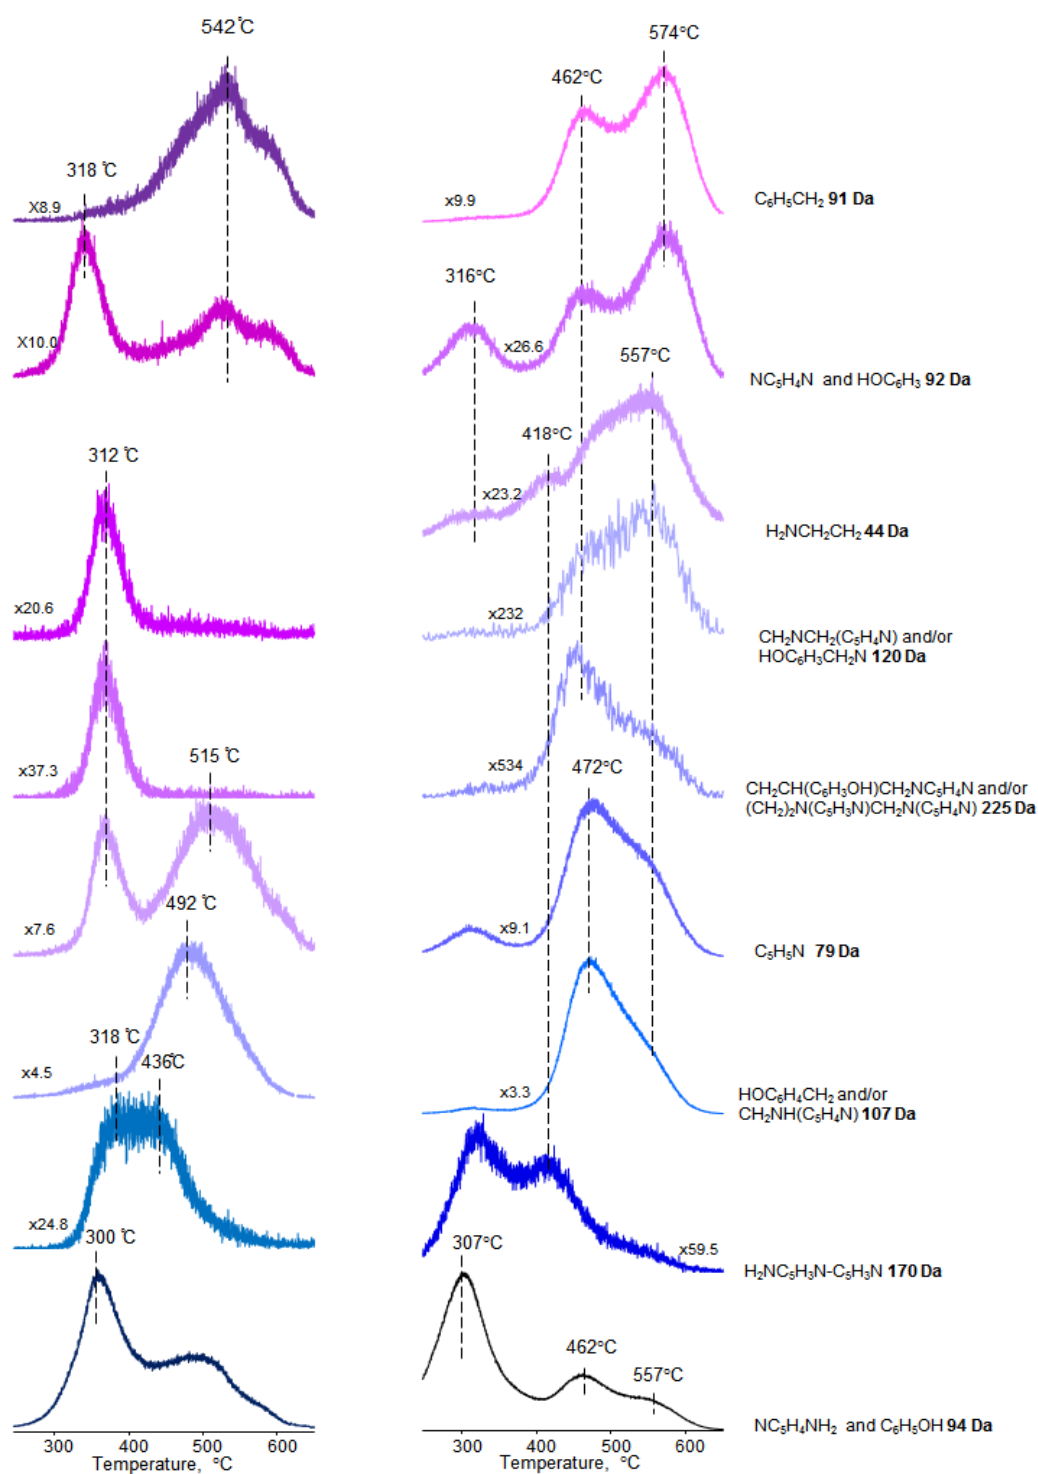 542℃
574°C
462°C
318 ℃
X8.9
x9.9
C₆H₅CH₂ 91 Da
316°C
X10.0
x26.6
557°C
NC₅H₄N and HOC₆H₃ 92 Da
418°C
312 ℃
x23.2
H₂NCH₂CH₂ 44 Da
x20.6
x232
CH₂NCH₂(C₅H₄N) and/or
HOC₆H₃CH₂N 120 Da
515 ℃
x37.3
x534
472°C
CH₂CH(C₆H₃OH)CH₂NC₅H₄N and/or
(CH₂)₂N(C₅H₃N)CH₂N(C₅H₄N) 225 Da
492 ℃
x7.6
x9.1
C₅H₅N 79 Da
318 ℃
436℃
x4.5
x3.3
HOC₆H₄CH₂ and/or
CH₂NH(C₅H₄N) 107 Da
x24.8
300 ℃
307°C
x59.5
H₂NC₅H₃N-C₅H₃N 170 Da
462°C
557°C
NC₅H₄NH₂ and C₆H₅OH 94 Da
300 400 500 600
300 400 500 600
Temperature, °C
Temperature, °C